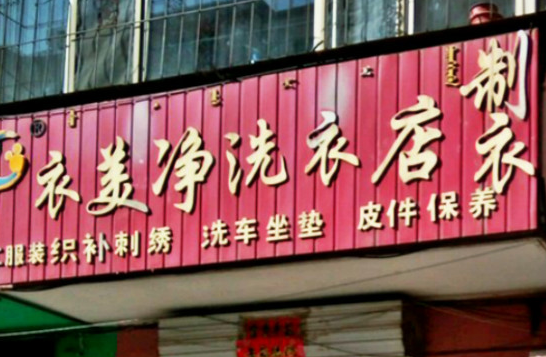 衣美净洗衣店
制衣
服装织补刺绣 洗车坐垫 皮件保养